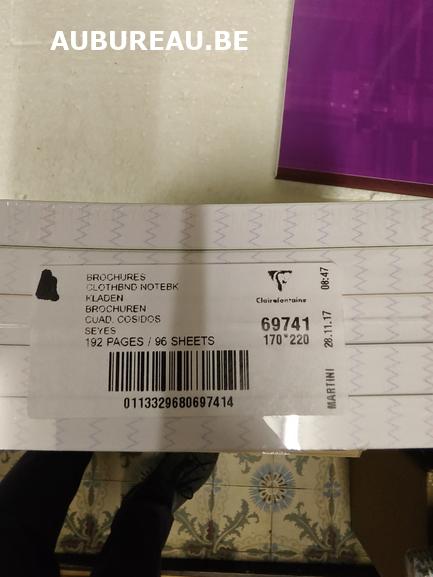 AUBUREAU.BE
BROCHURES
CLOTHBND NOTEBK
KLADEN
BROCHUREN
CUAD. COSIDOS
SEYES
192 PAGES / 96 SHEETS
Clairefontaine
69741
170*220
08:47
28.11.17
MARTINI
0113329680697414